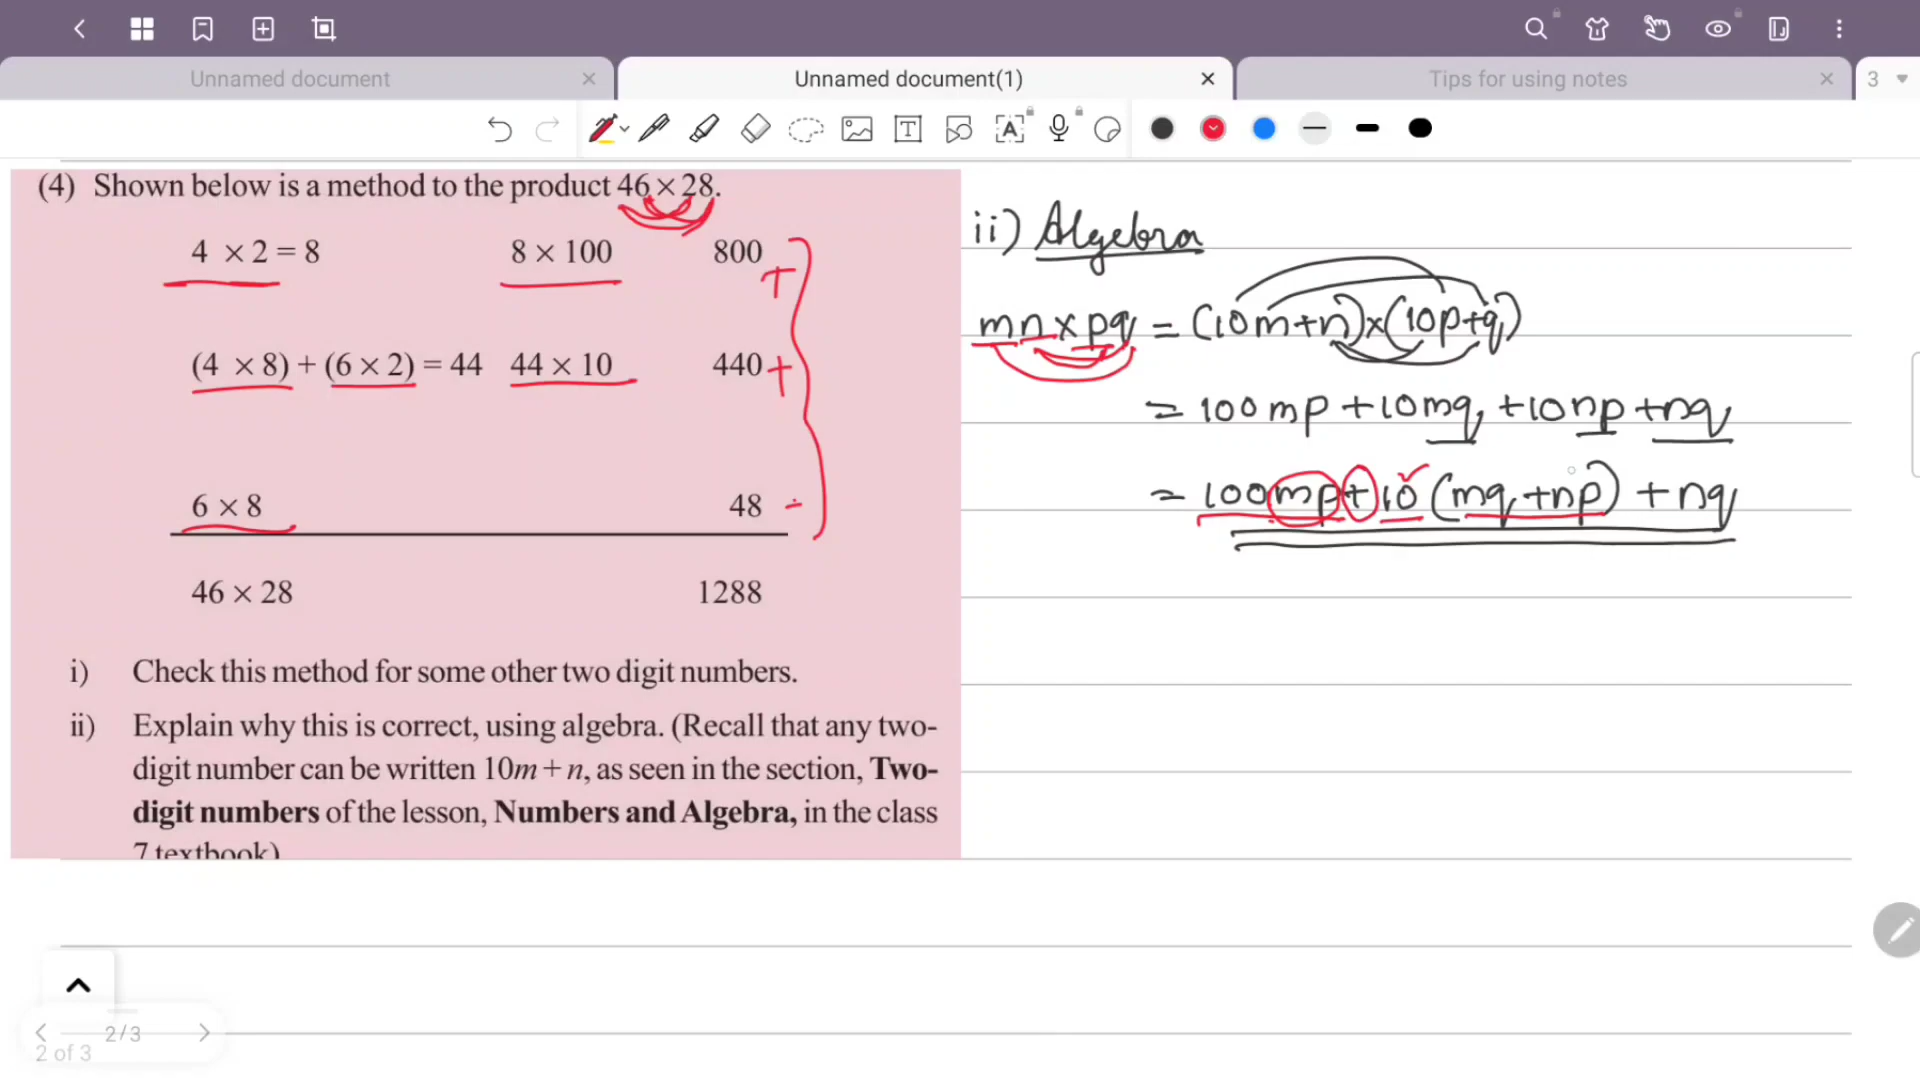 Unnamed document
Unnamed document(1)
Tips for using notes
3
(4) Shown below is a method to the product 46 × 28.
4 × 2 = 8 8 × 100 800
(4 × 8) + (6 × 2) = 44 44 × 10 440
6 × 8 48
46 × 28 1288
i) Check this method for some other two digit numbers.
ii) Explain why this is correct, using algebra. (Recall that any two-
digit number can be written 10m + n, as seen in the section, Two-
digit numbers of the lesson, Numbers and Algebra, in the class
7 textbook)
ii) Algebra
mn × pq = (10m+n)×(10p+q)
= 100mp +10mq +10np +nq
= 100mp+10(mq+np) + nq
2/3
2 of 3